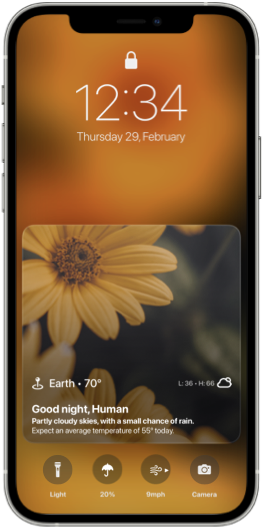 12:34
Thursday 29, February
Earth • 70°
L: 36 • H: 66
Good night, Human
Partly cloudy skies, with a small chance of rain.
Expect an average temperature of 55° today.
Light
20%
9mph
Camera